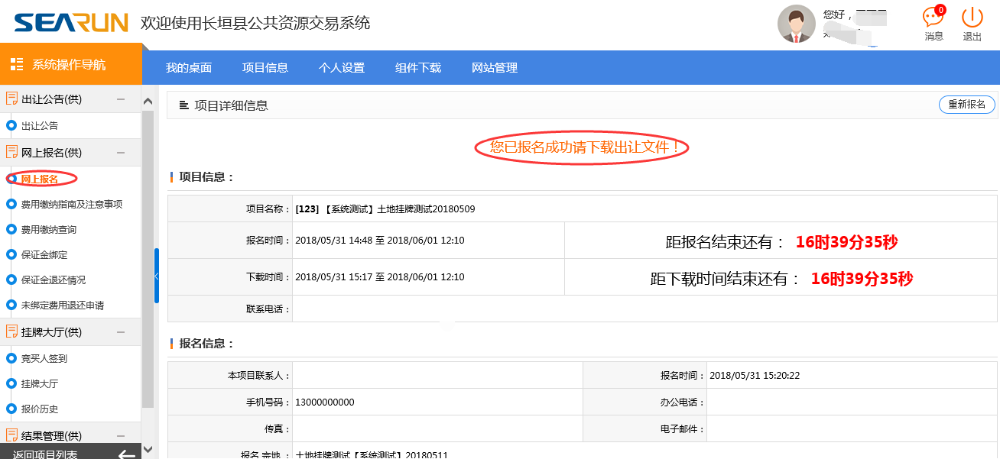 SEARUN 欢迎使用长垣县公共资源交易系统
您好，
0
消息 退出
系统操作导航
我的桌面 项目信息 个人设置 组件下载 网站管理
出让公告(供)
出让公告
网上报名(供)
网上报名
费用缴纳指南及注意事项
费用缴纳查询
保证金绑定
保证金退还情况
未绑定费用退还申请
挂牌大厅(供)
竞买人签到
挂牌大厅
报价历史
结果管理(供)
返回项目列表
项目详细信息 重新报名
您已报名成功请下载出让文件！
项目信息：
项目名称： [123] 【系统测试】土地挂牌测试20180509
报名时间： 2018/05/31 14:48 至 2018/06/01 12:10 距报名结束还有： 16时39分35秒
下载时间： 2018/05/31 15:17 至 2018/06/01 12:10 距下载时间结束还有： 16时39分35秒
联系电话：
报名信息：
本项目联系人： 报名时间： 2018/05/31 15:20:22
手机号码： 13000000000 办公电话：
传真： 电子邮件：
报名 宗地 ： 土地挂牌测试【系统测试】20180511